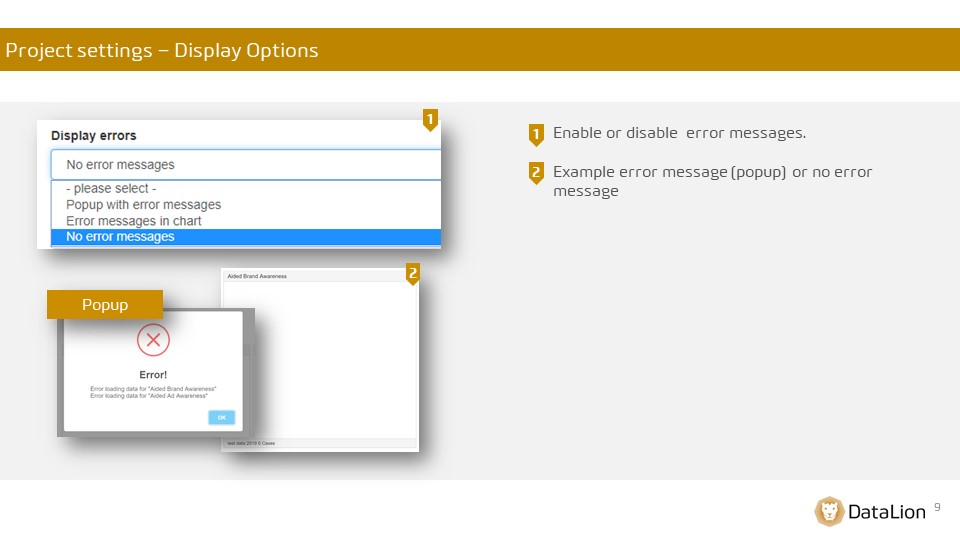 Project settings – Display Options
1
Display errors
No error messages
- please select -
Popup with error messages
Error messages in chart
No error messages
1 Enable or disable error messages.
2 Example error message (popup) or no error
message
2
Aided Brand Awareness
Popup
Error!
Error loading data for "Aided Brand Awareness"
Error loading data for "Aided Ad Awareness"
OK
test data 2019 6 Cases
DataLion 9